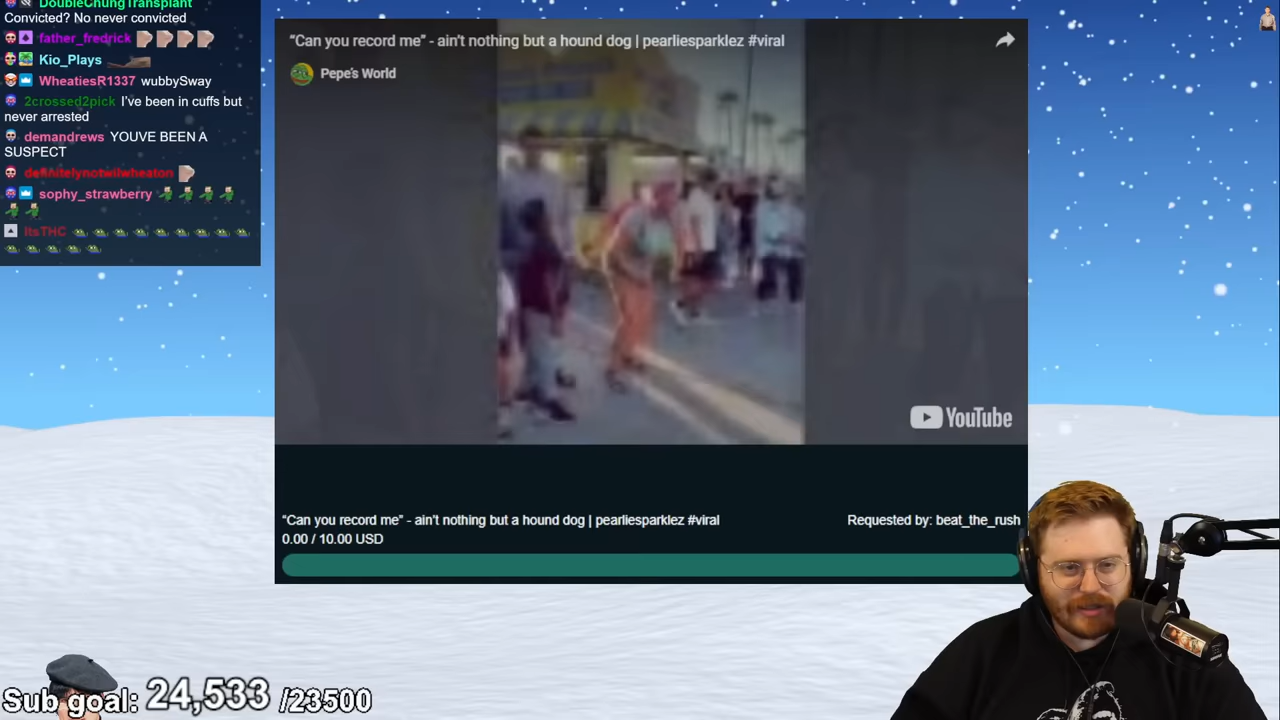 DoubleChungTransplant
Convicted? No never convicted
father_fredrick
Kio_Plays
WheatiesR1337 wubbySway
2crossed2pick I've been in cuffs but
never arrested
demandrews YOUVE BEEN A
SUSPECT
definitelynotwilwheaton
sophy_strawberry
ItsTHC
“Can you record me” - ain't nothing but a hound dog | pearliesparklez #viral
Pepe's World
YouTube
“Can you record me” - ain't nothing but a hound dog | pearliesparklez #viral
Requested by: beat_the_rush
0.00 / 10.00 USD
Sub goal: 24,533 /23500